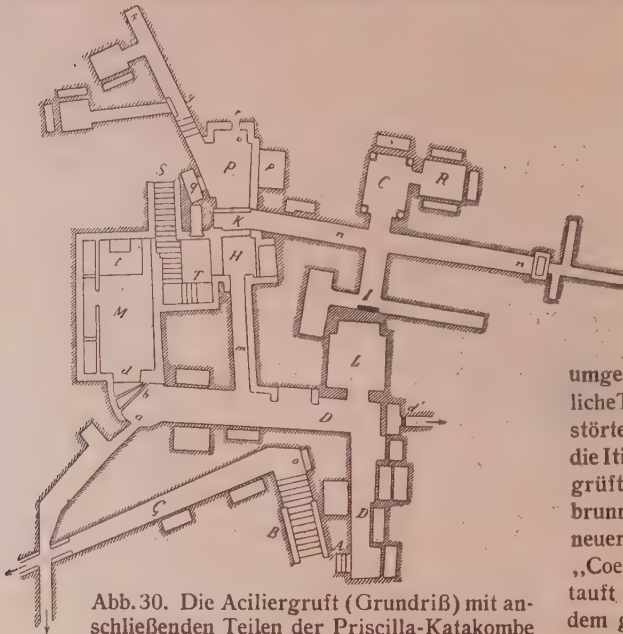 y
P
p
S
q
C
R
K
n
n
H
T
t
M
I
L
m
d
h
a
D
d'
G
o
B
A
D
Abb. 30. Die Aciliergruft (Grundriß) mit an-
schließenden Teilen der Priscilla-Katakombe
umge
licheT
störte
die Iti
grüft
brunn
neuer
„Coe
tauft
dem g